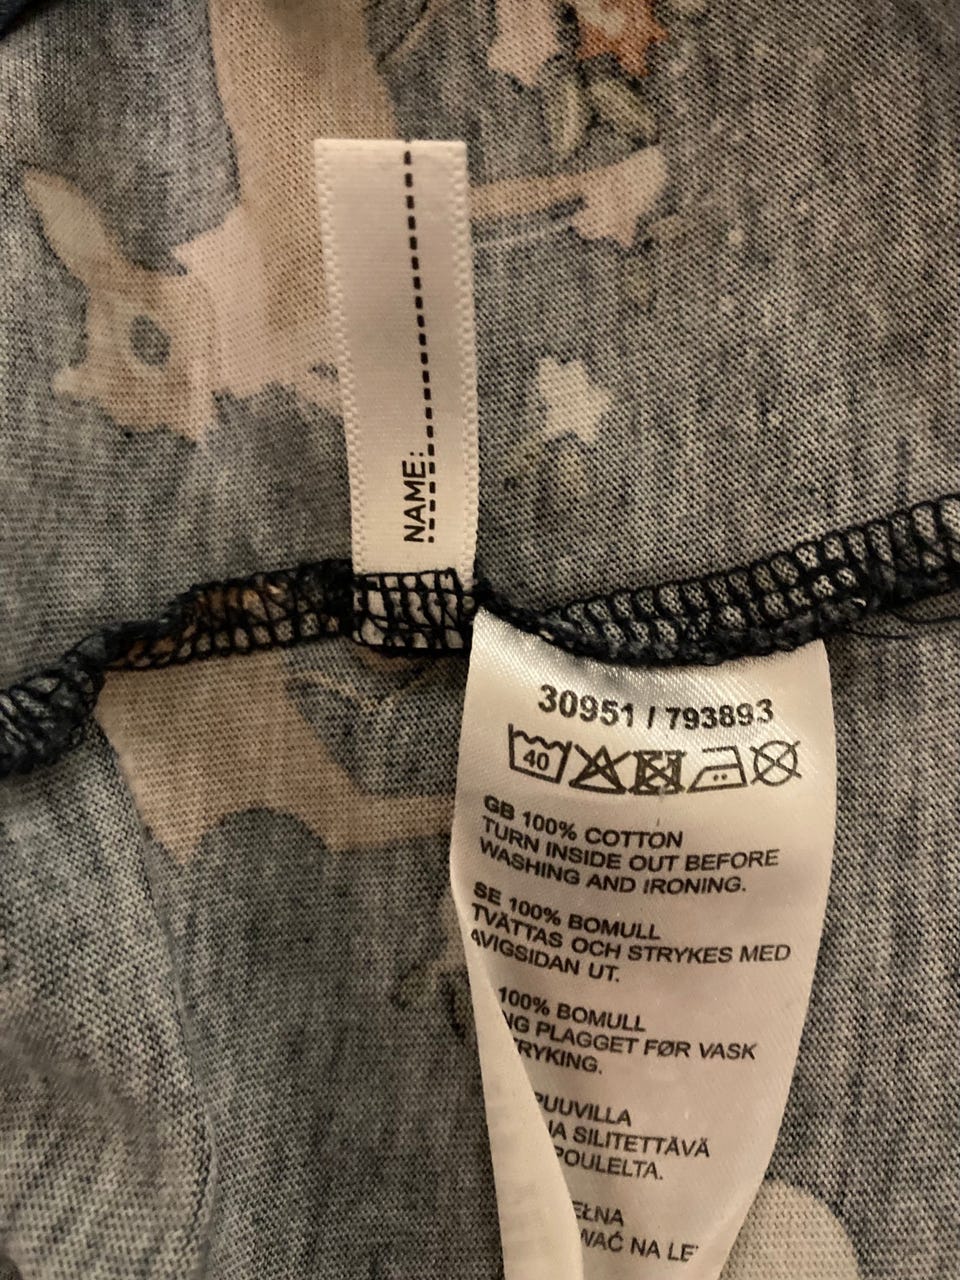 NAME:
30951 / 793893
40
GB 100% COTTON
TURN INSIDE OUT BEFORE
WASHING AND IRONING.
SE 100% BOMULL
TVÄTTAS OCH STRYKES MED
AVIGSIDAN UT.
100% BOMULL
PLAGGET FØR VASK
SILITETTÄVÄ
NA